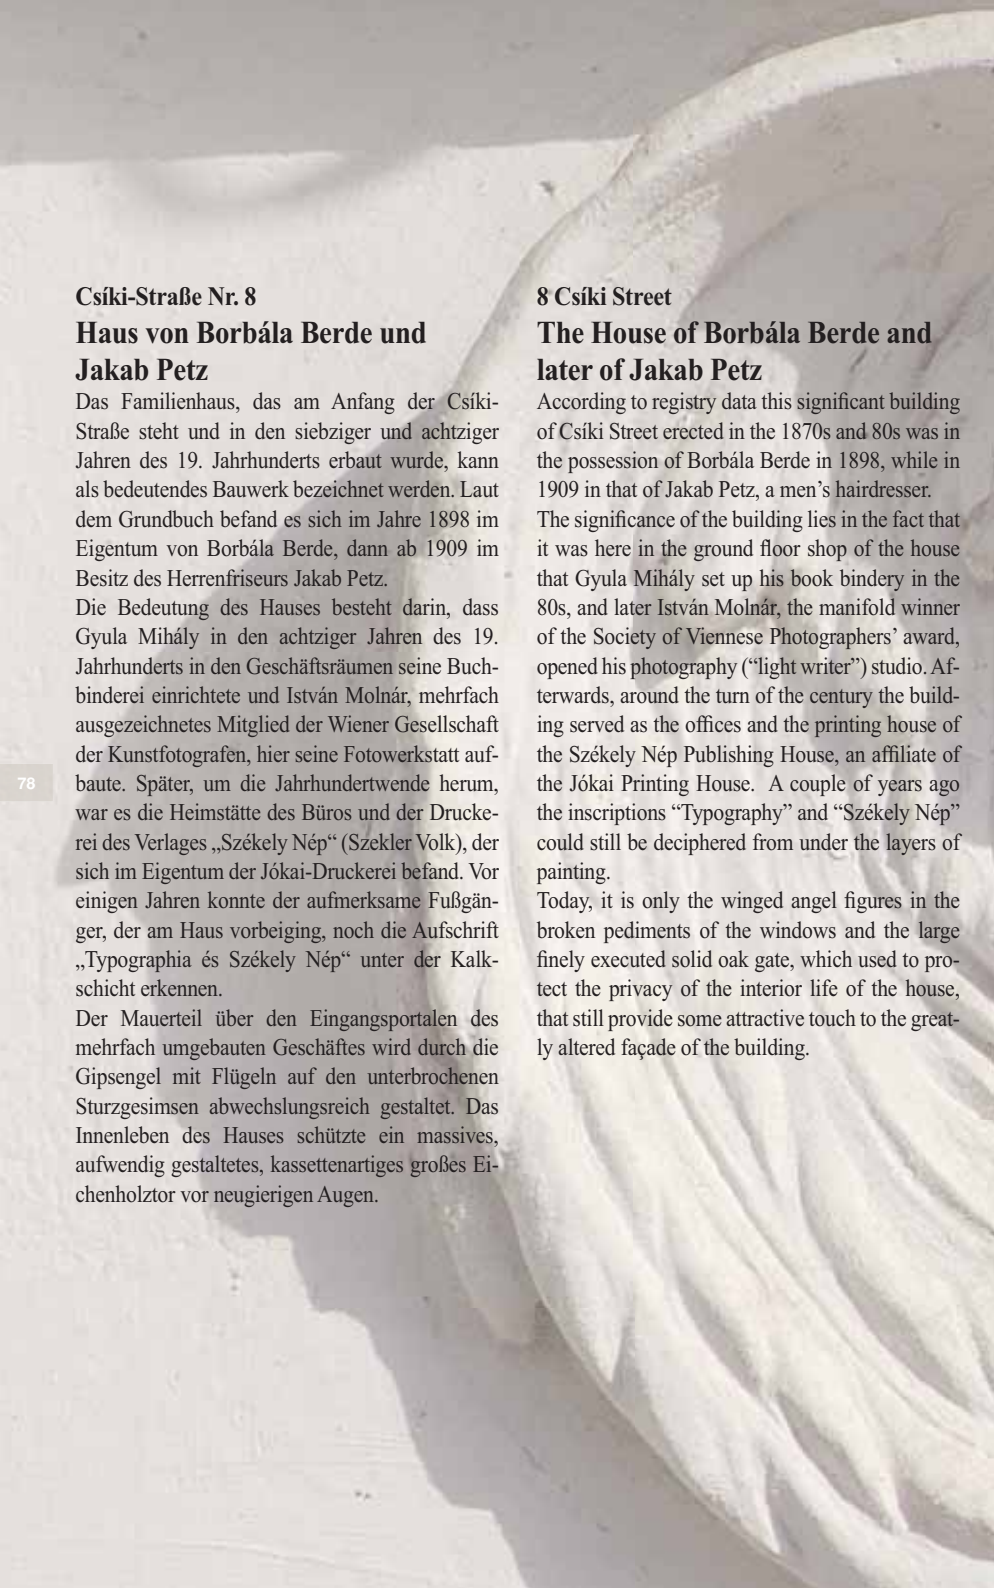 Csíki-Straße Nr. 8
Haus von Borbála Berde und
Jakab Petz
Das Familienhaus, das am Anfang der Csíki-
Straße steht und in den siebziger und achtziger
Jahren des 19. Jahrhunderts erbaut wurde, kann
als bedeutendes Bauwerk bezeichnet werden. Laut
dem Grundbuch befand es sich im Jahre 1898 im
Eigentum von Borbála Berde, dann ab 1909 im
Besitz des Herrenfriseurs Jakab Petz.
Die Bedeutung des Hauses besteht darin, dass
Gyula Mihály in den achtziger Jahren des 19.
Jahrhunderts in den Geschäftsräumen seine Buch-
binderei einrichtete und István Molnár, mehrfach
ausgezeichnetes Mitglied der Wiener Gesellschaft
der Kunstfotografen, hier seine Fotowerkstatt auf-
baute. Später, um die Jahrhundertwende herum,
war es die Heimstätte des Büros und der Drucke-
rei des Verlages „Székely Nép“ (Szekler Volk), der
sich im Eigentum der Jókai-Druckerei befand. Vor
einigen Jahren konnte der aufmerksame Fußgän-
ger, der am Haus vorbeiging, noch die Aufschrift
„Typographia és Székely Nép“ unter der Kalk-
schicht erkennen.
Der Mauerteil über den Eingangsportalen des
mehrfach umgebauten Geschäftes wird durch die
Gipsengel mit Flügeln auf den unterbrochenen
Sturzgesimsen abwechslungsreich gestaltet. Das
Innenleben des Hauses schützte ein massives,
aufwendig gestaltetes, kassettenartiges großes Ei-
chenholztor vor neugierigen Augen.
8 Csíki Street
The House of Borbála Berde and
later of Jakab Petz
According to registry data this significant building
of Csíki Street erected in the 1870s and 80s was in
the possession of Borbála Berde in 1898, while in
1909 in that of Jakab Petz, a men’s hairdresser.
The significance of the building lies in the fact that
it was here in the ground floor shop of the house
that Gyula Mihály set up his book bindery in the
80s, and later István Molnár, the manifold winner
of the Society of Viennese Photographers’ award,
opened his photography (“light writer”) studio. Af-
terwards, around the turn of the century the build-
ing served as the offices and the printing house of
the Székely Nép Publishing House, an affiliate of
the Jókai Printing House. A couple of years ago
the inscriptions “Typography” and “Székely Nép”
could still be deciphered from under the layers of
painting.
Today, it is only the winged angel figures in the
broken pediments of the windows and the large
finely executed solid oak gate, which used to pro-
tect the privacy of the interior life of the house,
that still provide some attractive touch to the great-
ly altered façade of the building.
78